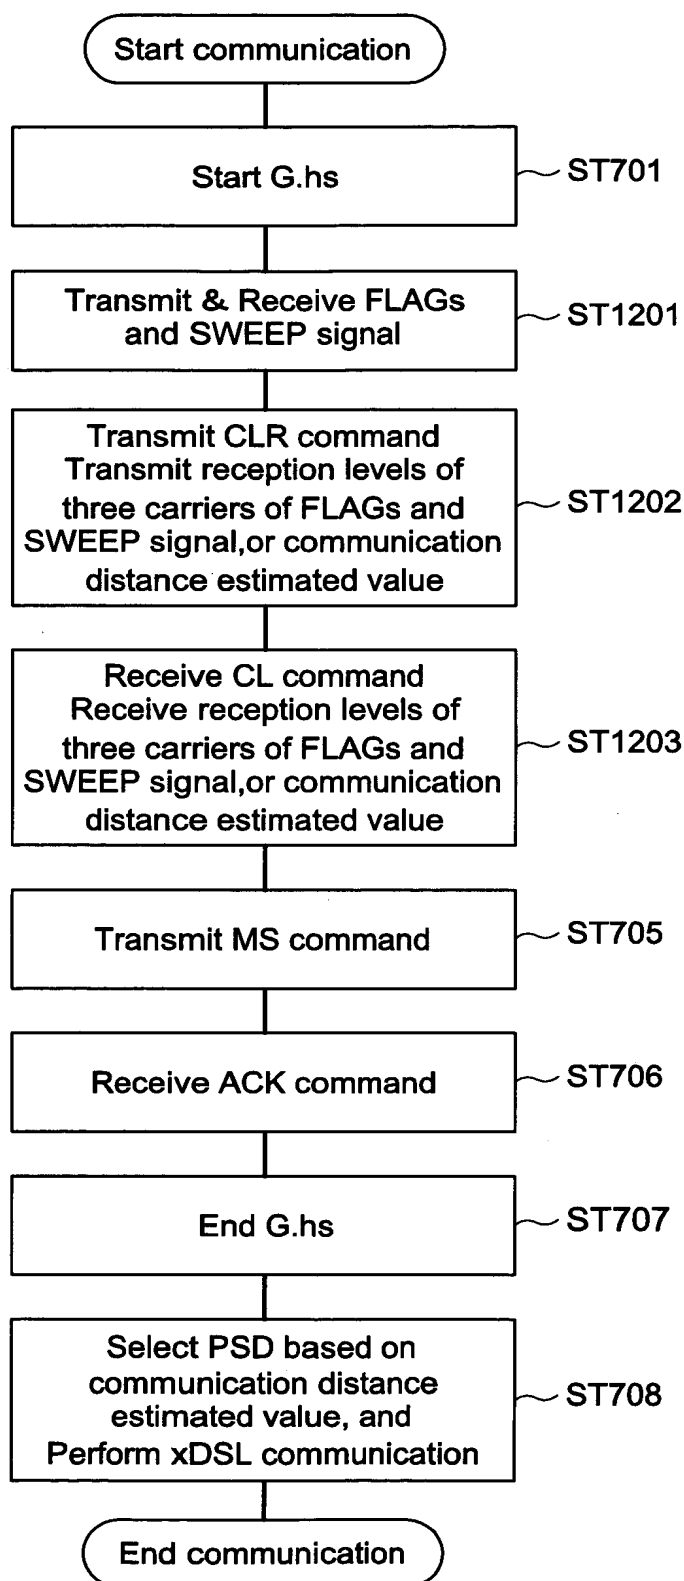 Start communication
Start G.hs
ST701
Transmit & Receive FLAGs
and SWEEP signal
ST1201
Transmit CLR command
Transmit reception levels of
three carriers of FLAGs and
SWEEP signal,or communication
distance estimated value
ST1202
Receive CL command
Receive reception levels of
three carriers of FLAGs and
SWEEP signal,or communication
distance estimated value
ST1203
Transmit MS command
ST705
Receive ACK command
ST706
End G.hs
ST707
Select PSD based on
communication distance
estimated value, and
Perform xDSL communication
ST708
End communication